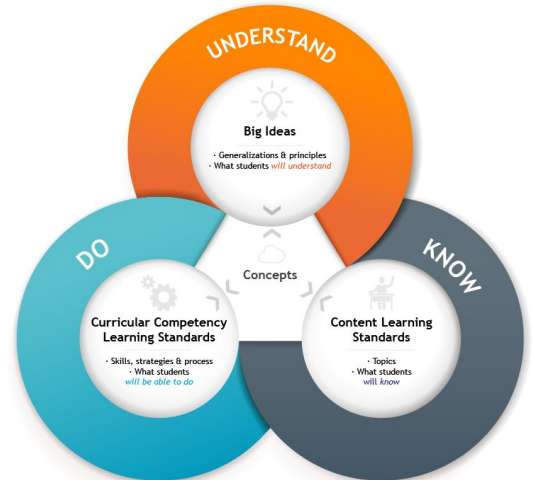 UNDERSTAND
Big Ideas
· Generalizations & principles
· What students will understand
DO
KNOW
Concepts
Curricular Competency
Learning Standards
· Skills, strategies & process
· What students
will be able to do
Content Learning
Standards
· Topics
· What students
will know